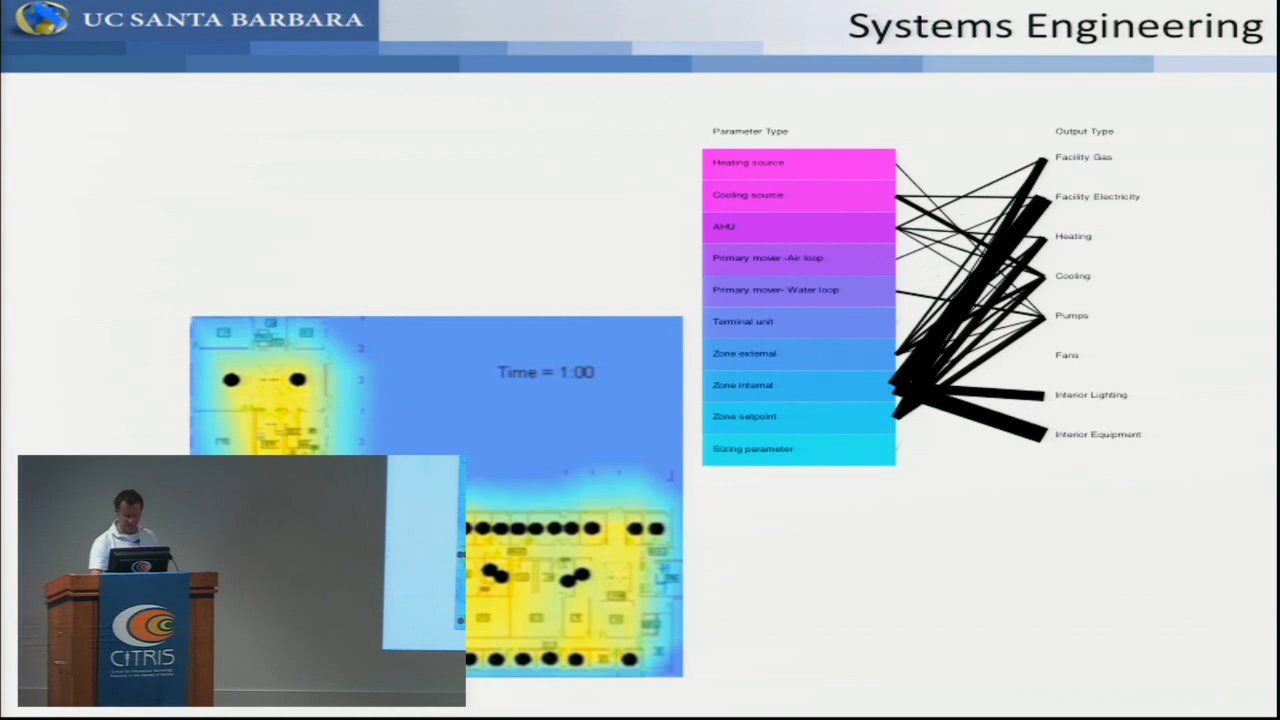 UC SANTA BARBARA
Systems Engineering
Parameter Type
Output Type
Heating source
Cooling source
AHU
Primary mover -Air loop
Primary mover- Water loop
Terminal unit
Zone external
Zone internal
Zone setpoint
Sizing parameter
Facility Gas
Facility Electricity
Heating
Cooling
Pumps
Fans
Interior Lighting
Interior Equipment
Time = 1:00
CITRIS